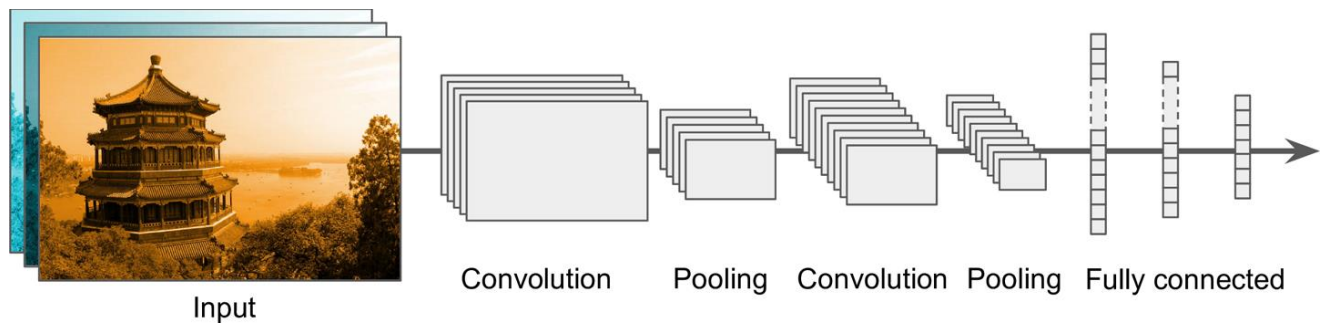 Convolution
Pooling
Convolution
Pooling
Fully connected
Input